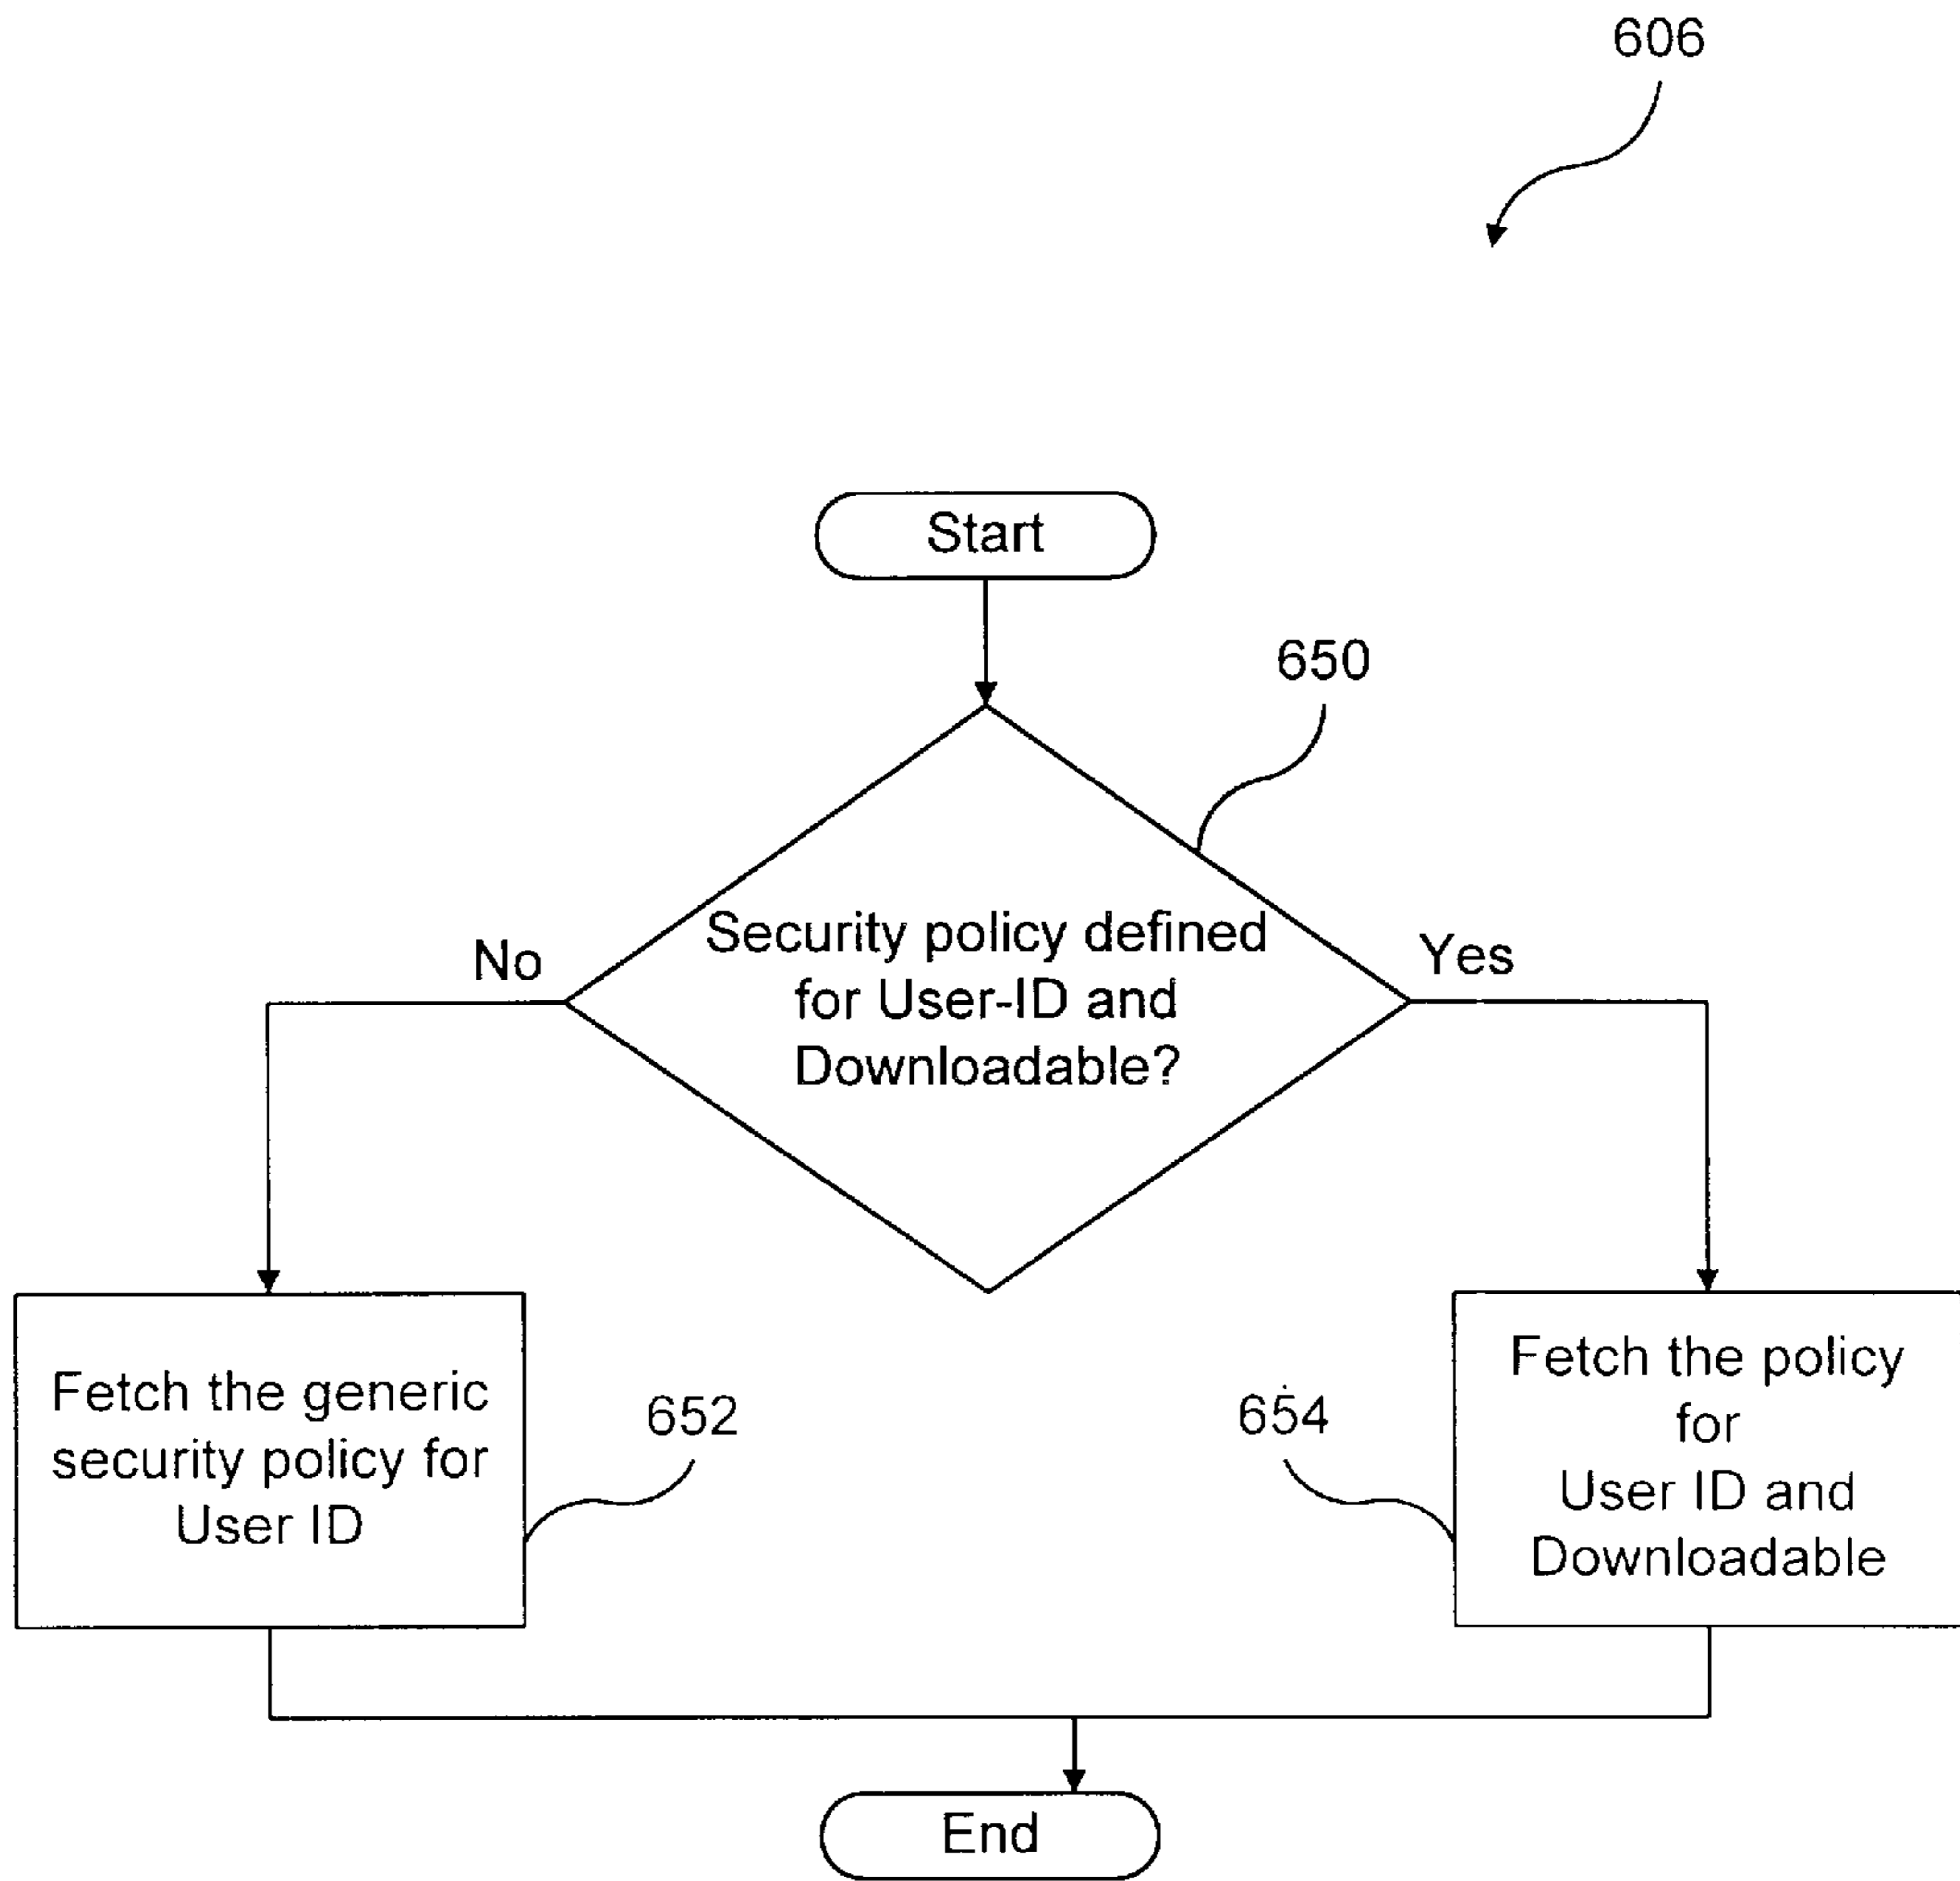 606
Start
650
Security policy defined
for User-ID and
Downloadable?
No
Yes
Fetch the generic
security policy for
User ID
652
654
Fetch the policy
for
User ID and
Downloadable
End